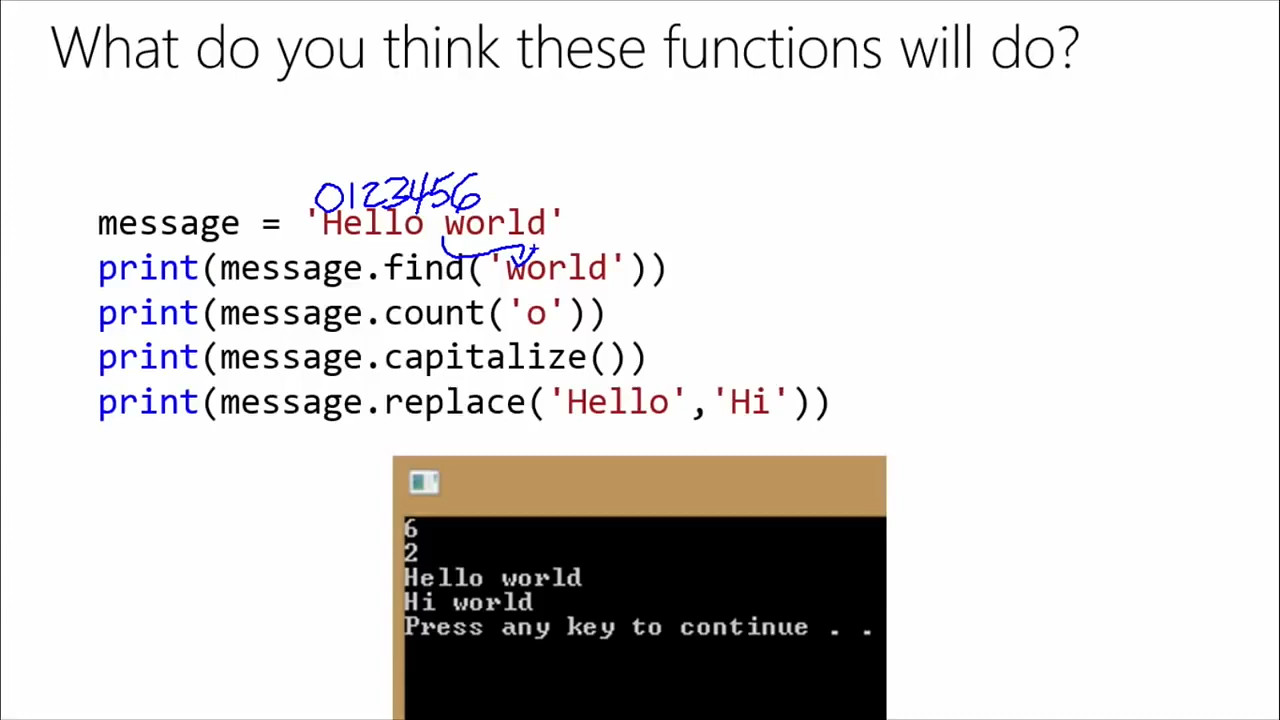 What do you think these functions will do?
0123456
message = 'Hello world'
print(message.find('world'))
print(message.count('o'))
print(message.capitalize())
print(message.replace('Hello','Hi'))
6
2
Hello world
Hi world
Press any key to continue . .